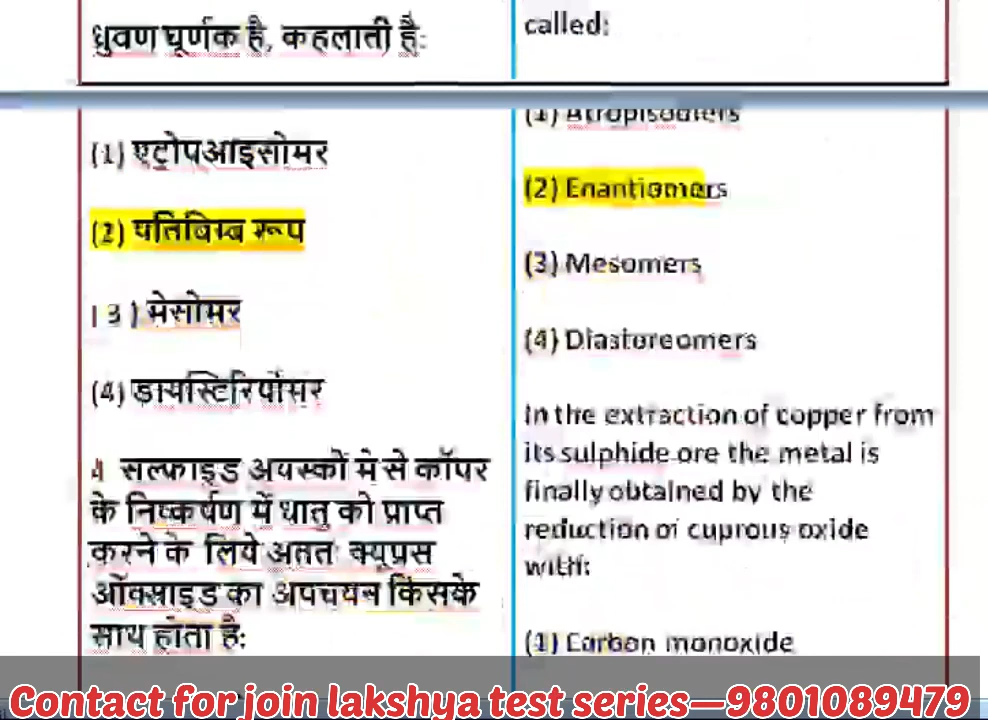 ध्रुवण घूर्णक है, कहलाती है:
(1) एटोपआइसोमर
(2) प्रतिबिम्ब रूप
(3) मेसोमर
(4) डायस्टिरियोमर
4 सल्फाइड अयस्कों में से कॉपर
के निष्कर्षण में धातु को प्राप्त
करने के लिये अततः क्यूप्रस
ऑक्साइड का अपचयन किसके
साथ होता है:
called:
(1) Atropisomers
(2) Enantiomers
(3) Mesomers
(4) Diastereomers
In the extraction of copper from
its sulphide ore the metal is
finally obtained by the
reduction of cuprous oxide
with:
(1) Carbon monoxide
Contact for join lakshya test series—9801089479